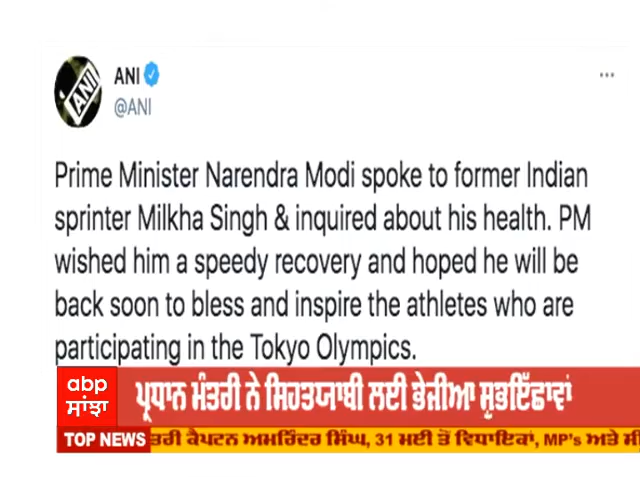 ANI
@ANI
Prime Minister Narendra Modi spoke to former Indian
sprinter Milkha Singh & inquired about his health. PM
wished him a speedy recovery and hoped he will be
back soon to bless and inspire the athletes who are
participating in the Tokyo Olympics.
abp
ਸਾਂਝਾ
ਪ੍ਰਧਾਨ ਮੰਤਰੀ ਨੇ ਸਿਹਤਯਾਬੀ ਲਈ ਭੇਜੀਆ ਸ਼ੁਭਇੱਛਾਵਾਂ
TOP NEWS
ਤਰੀ ਕੈਪਟਨ ਅਮਰਿੰਦਰ ਸਿੰਘ, 31 ਮਈ ਤੋਂ ਵਿਧਾਇਕਾਂ, MP's ਅਤੇ ਸੀ